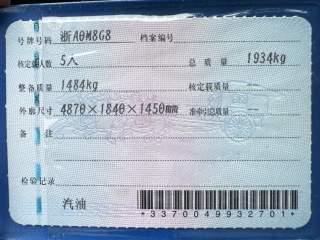 号牌号码 浙A0M8G8 档案编号
核定载人数 5人 总质量 1934kg
整备质量 1484kg 核定载质量
外廓尺寸 4870×1840×1450mm 准牵引总质量
备注
检验记录
汽油
*3370049932701*